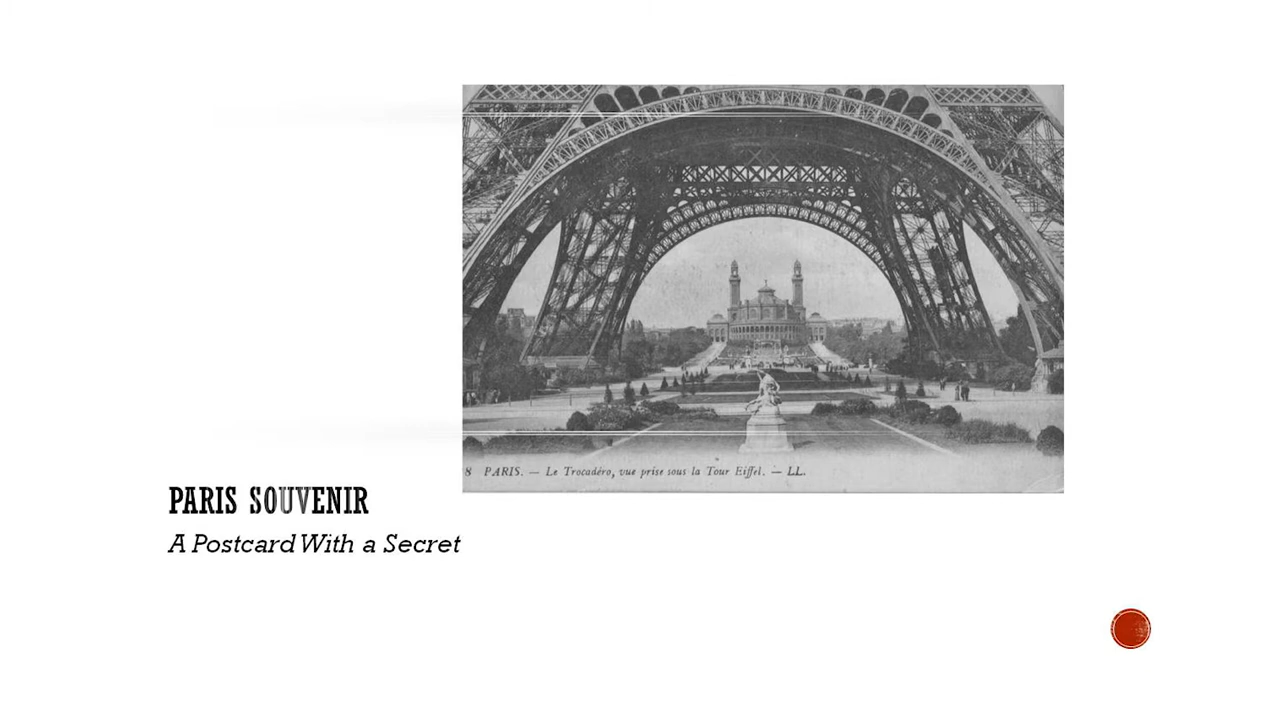 8 PARIS. — Le Trocadéro, vue prise sous la Tour Eiffel. — LL.
PARIS SOUVENIR
A Postcard With a Secret